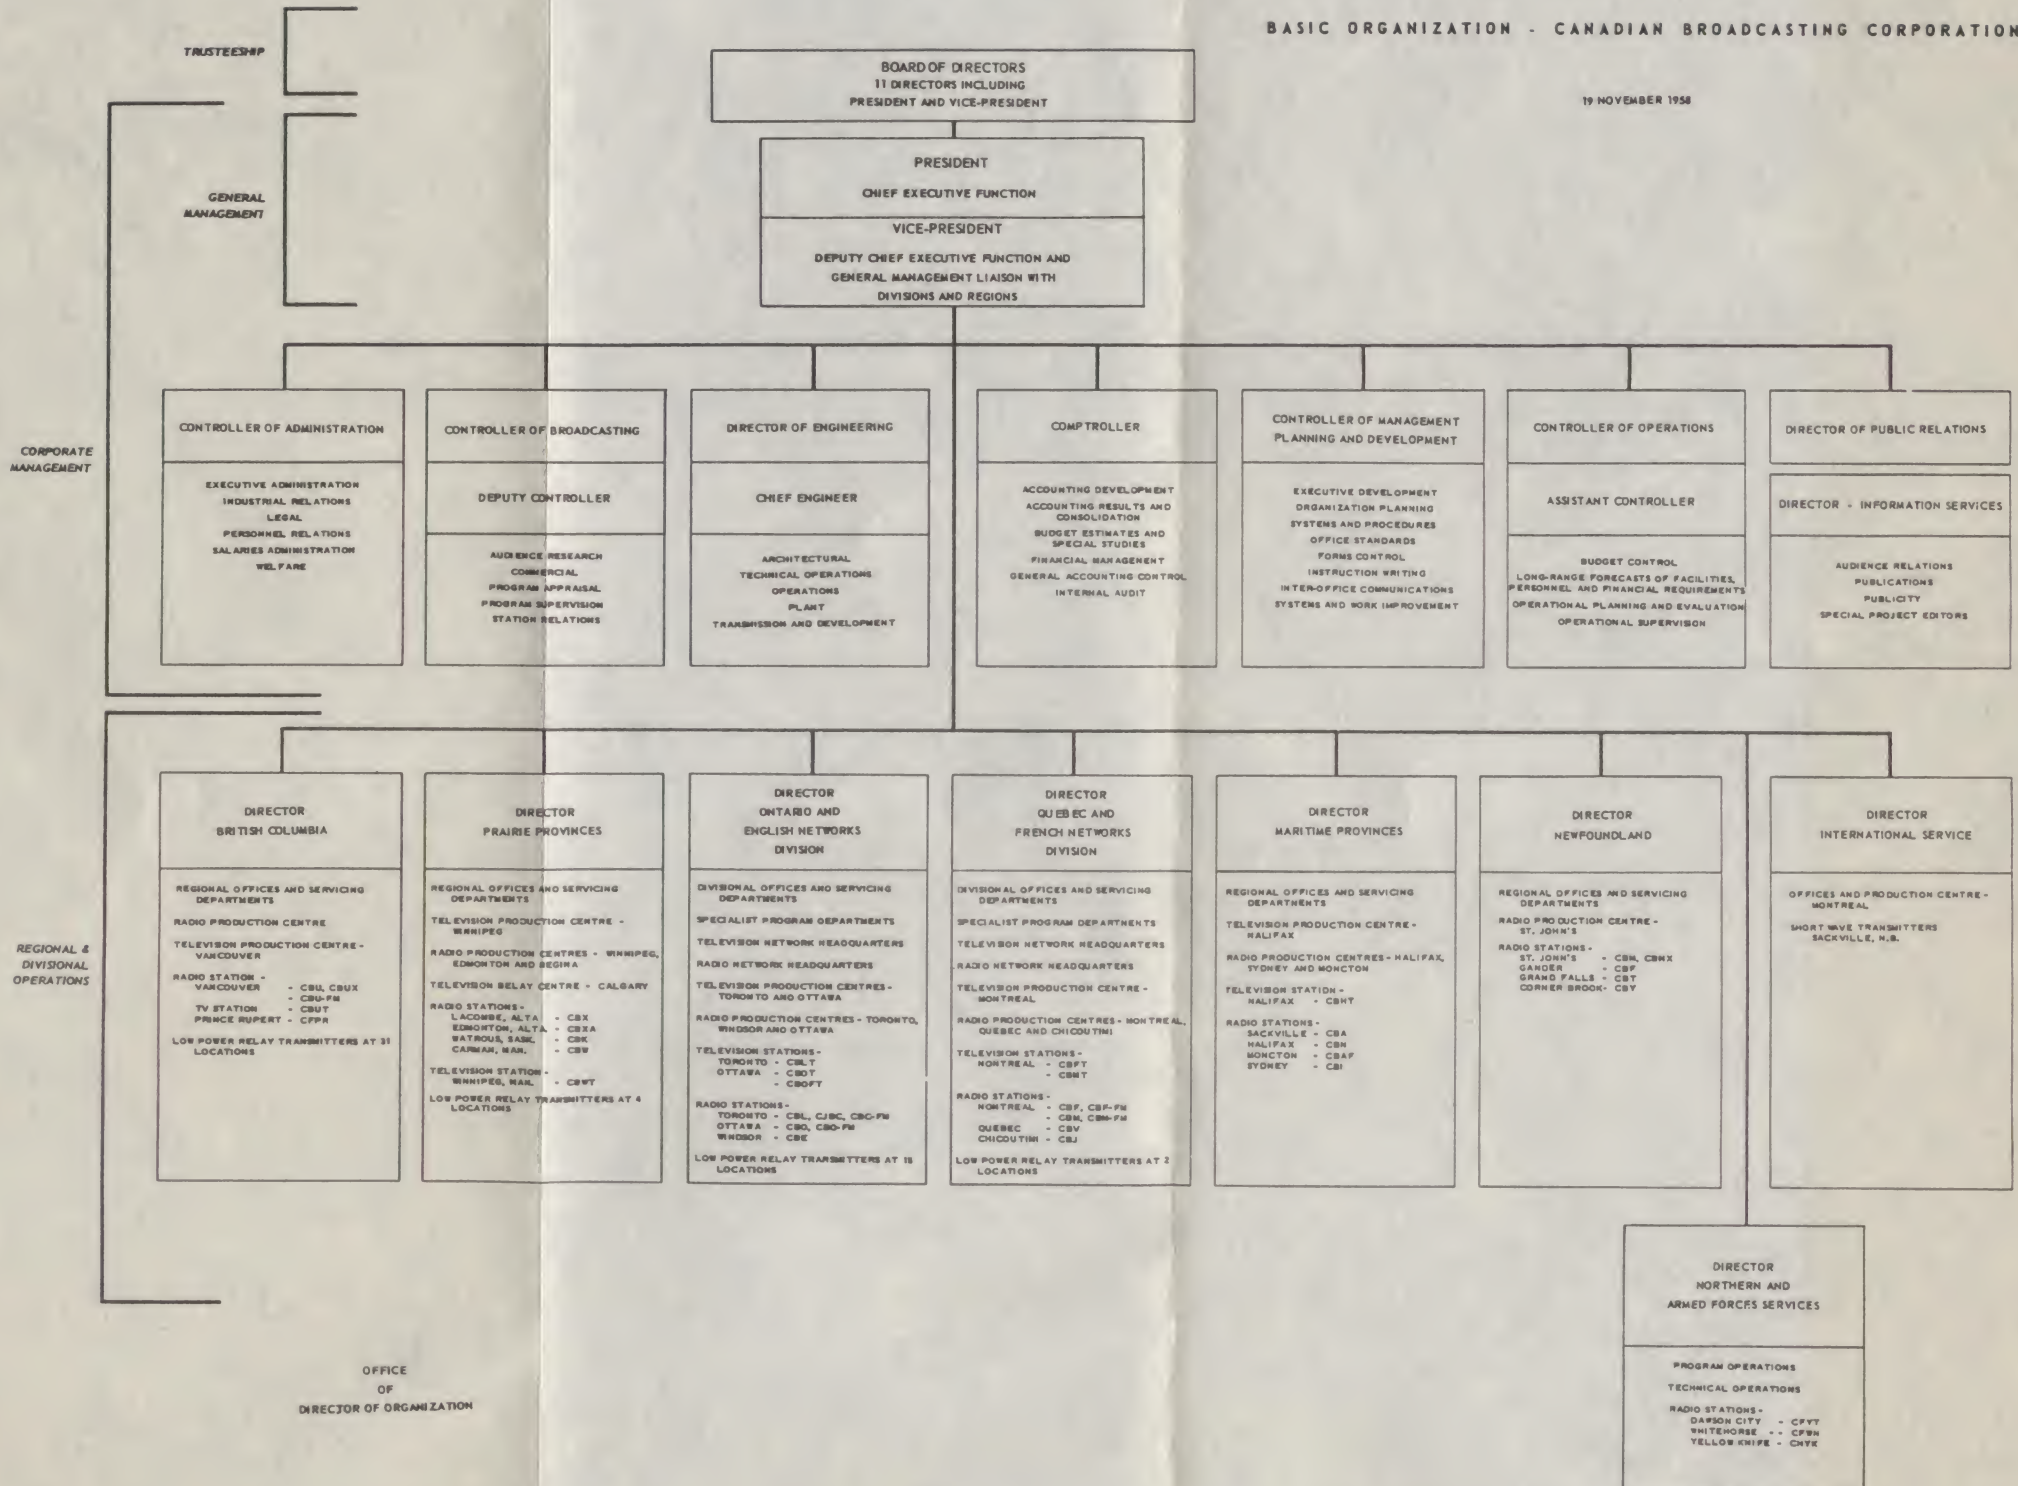 BASIC ORGANIZATION - CANADIAN BROADCASTING CORPORATION
19 NOVEMBER 1958
TRUSTEESHIP
GENERAL
MANAGEMENT
CORPORATE
MANAGEMENT
REGIONAL &
DIVISIONAL
OPERATIONS
BOARD OF DIRECTORS
11 DIRECTORS INCLUDING
PRESIDENT AND VICE-PRESIDENT
PRESIDENT
CHIEF EXECUTIVE FUNCTION
VICE-PRESIDENT
DEPUTY CHIEF EXECUTIVE FUNCTION AND
GENERAL MANAGEMENT LIAISON WITH
DIVISIONS AND REGIONS
CONTROLLER OF ADMINISTRATION
EXECUTIVE ADMINISTRATION
INDUSTRIAL RELATIONS
LEGAL
PERSONNEL RELATIONS
SALARIES ADMINISTRATION
WELFARE
CONTROLLER OF BROADCASTING
DEPUTY CONTROLLER
AUDIENCE RESEARCH
COMMERCIAL
PROGRAM APPRAISAL
PROGRAM SUPERVISION
STATION RELATIONS
DIRECTOR OF ENGINEERING
CHIEF ENGINEER
ARCHITECTURAL
TECHNICAL OPERATIONS
OPERATIONS
PLANT
TRANSMISSION AND DEVELOPMENT
COMPTROLLER
ACCOUNTING DEVELOPMENT
ACCOUNTING RESULTS AND
CONSOLIDATION
BUDGET ESTIMATES AND
SPECIAL STUDIES
FINANCIAL MANAGEMENT
GENERAL ACCOUNTING CONTROL
INTERNAL AUDIT
CONTROLLER OF MANAGEMENT
PLANNING AND DEVELOPMENT
EXECUTIVE DEVELOPMENT
ORGANIZATION PLANNING
SYSTEMS AND PROCEDURES
OFFICE STANDARDS
FORMS CONTROL
INSTRUCTION WRITING
INTER-OFFICE COMMUNICATIONS
SYSTEMS AND WORK IMPROVEMENT
CONTROLLER OF OPERATIONS
ASSISTANT CONTROLLER
BUDGET CONTROL
LONG-RANGE FORECASTS OF FACILITIES,
PERSONNEL AND FINANCIAL REQUIREMENTS
OPERATIONAL PLANNING AND EVALUATION
OPERATIONAL SUPERVISION
DIRECTOR OF PUBLIC RELATIONS
DIRECTOR - INFORMATION SERVICES
AUDIENCE RELATIONS
PUBLICATIONS
PUBLICITY
SPECIAL PROJECT EDITORS
DIRECTOR
BRITISH COLUMBIA
REGIONAL OFFICES AND SERVICING
DEPARTMENTS
RADIO PRODUCTION CENTRE
TELEVISION PRODUCTION CENTRE -
VANCOUVER
RADIO STATION -
VANCOUVER - CBU, CBUX
- CBU-FM
TV STATION - CBUT
PRINCE RUPERT - CFPR
LOW POWER RELAY TRANSMITTERS AT 31
LOCATIONS
DIRECTOR
PRAIRIE PROVINCES
REGIONAL OFFICES AND SERVICING
DEPARTMENTS
TELEVISION PRODUCTION CENTRE -
WINNIPEG
RADIO PRODUCTION CENTRES - WINNIPEG,
EDMONTON AND REGINA
TELEVISION RELAY CENTRE - CALGARY
RADIO STATIONS -
LACOMBE, ALTA - CBX
EDMONTON, ALTA. - CBXA
WATROUS, SASK. - CBK
CARMAN, MAN. - CBW
TELEVISION STATION -
WINNIPEG, MAN. - CBWT
LOW POWER RELAY TRANSMITTERS AT 4
LOCATIONS
DIRECTOR
ONTARIO AND
ENGLISH NETWORKS
DIVISION
DIVISIONAL OFFICES AND SERVICING
DEPARTMENTS
SPECIALIST PROGRAM DEPARTMENTS
TELEVISION NETWORK HEADQUARTERS
RADIO NETWORK HEADQUARTERS
TELEVISION PRODUCTION CENTRES -
TORONTO AND OTTAWA
RADIO PRODUCTION CENTRES - TORONTO,
WINDSOR AND OTTAWA
TELEVISION STATIONS -
TORONTO - CBLT
OTTAWA - CBOT
- CBOFT
RADIO STATIONS -
TORONTO - CBL, CJBC, CBC-FM
OTTAWA - CBO, CBO-FM
WINDSOR - CBE
LOW POWER RELAY TRANSMITTERS AT
LOCATIONS
DIRECTOR
QUEBEC AND
FRENCH NETWORKS
DIVISION
DIVISIONAL OFFICES AND SERVICING
DEPARTMENTS
SPECIALIST PROGRAM DEPARTMENTS
TELEVISION NETWORK HEADQUARTERS
RADIO NETWORK HEADQUARTERS
TELEVISION PRODUCTION CENTRE -
MONTREAL
RADIO PRODUCTION CENTRES - MONTREAL,
QUEBEC AND CHICOUTIMI
TELEVISION STATIONS -
MONTREAL - CBFT
- CBMT
RADIO STATIONS -
MONTREAL - CBF, CBF-FM
- CBM, CBM-FM
QUEBEC - CBV
CHICOUTIMI - CBJ
LOW POWER RELAY TRANSMITTERS AT 2
LOCATIONS
DIRECTOR
MARITIME PROVINCES
REGIONAL OFFICES AND SERVICING
DEPARTMENTS
TELEVISION PRODUCTION CENTRE -
HALIFAX
RADIO PRODUCTION CENTRES - HALIFAX,
SYDNEY AND MONCTON
TELEVISION STATION -
HALIFAX - CBHT
RADIO STATIONS -
SACKVILLE - CBA
HALIFAX - CBH
MONCTON - CBAF
SYDNEY - CBI
DIRECTOR
NEWFOUNDLAND
REGIONAL OFFICES AND SERVICING
DEPARTMENTS
RADIO PRODUCTION CENTRE -
ST. JOHN'S
RADIO STATIONS -
ST. JOHN'S - CBN, CBNX
GANDER
GRAND FALLS - CBT
CORNER BROOK - CBY
DIRECTOR
INTERNATIONAL SERVICE
OFFICES AND PRODUCTION CENTRE -
MONTREAL
SHORT WAVE TRANSMITTERS
SACKVILLE, N.B.
DIRECTOR
NORTHERN AND
ARMED FORCES SERVICES
PROGRAM OPERATIONS
TECHNICAL OPERATIONS
RADIO STATIONS -
DAWSON CITY - CFYT
WHITEHORSE - - CFWH
YELLOW KNIFE - CHYK
OFFICE
OF
DIRECTOR OF ORGANIZATION